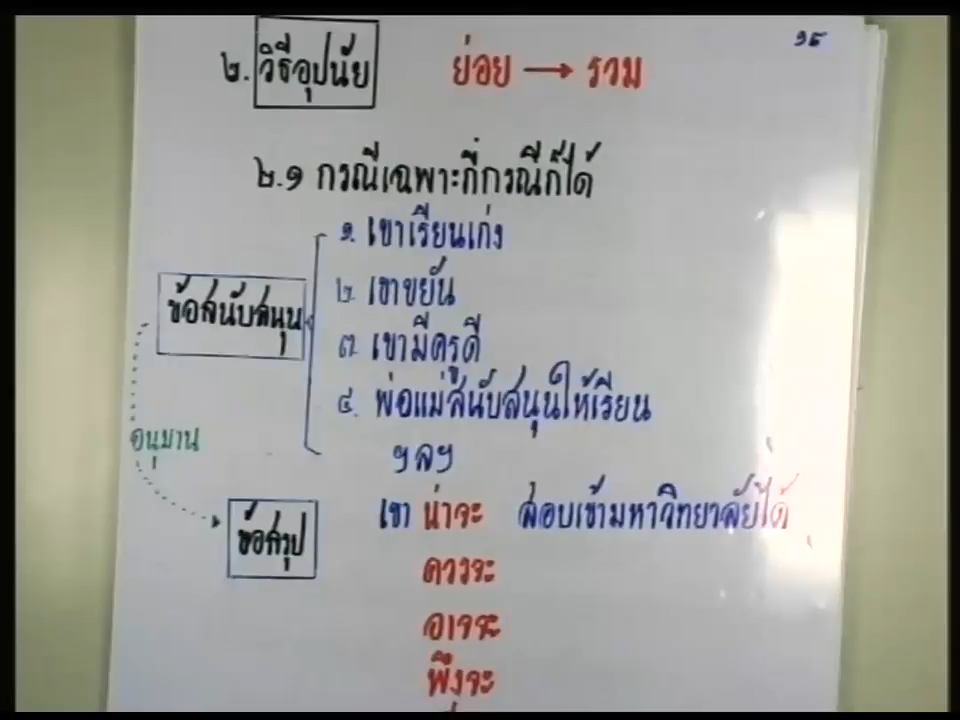 ๑๕
๒. วิธีอุปนัย ย่อย → รวม
๒.๑ กรณีเฉพาะกี่กรณีก็ได้
๑. เขาเรียนเก่ง
๒. เขาขยัน
ข้อสนับสนุน
๓. เขามีครูดี
๔. พ่อแม่สนับสนุนให้เรียน
อนุมาน
ฯลฯ
เขา น่าจะ สอบเข้ามหาวิทยาลัยได้
ข้อสรุป
ควรจะ
อาจจะ
พึงจะ